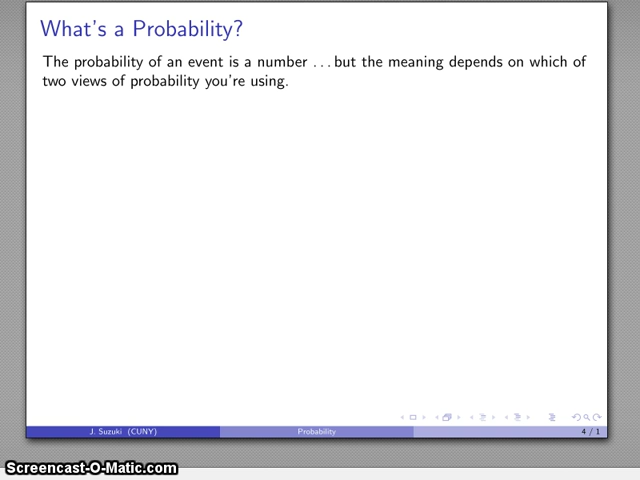 What's a Probability?
The probability of an event is a number ... but the meaning depends on which of
two views of probability you're using.
J. Suzuki (CUNY)
Probability
4 / 1
Screencast-O-Matic.com